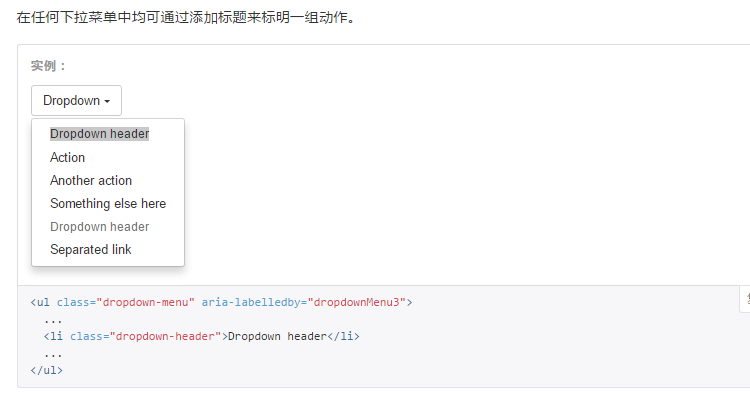 在任何下拉菜单中均可通过添加标题来标明一组动作。
实例：
Dropdown
Dropdown header
Action
Another action
Something else here
Dropdown header
Separated link
<ul class="dropdown-menu" aria-labelledby="dropdownMenu3">
...
<li class="dropdown-header">Dropdown header</li>
...
</ul>